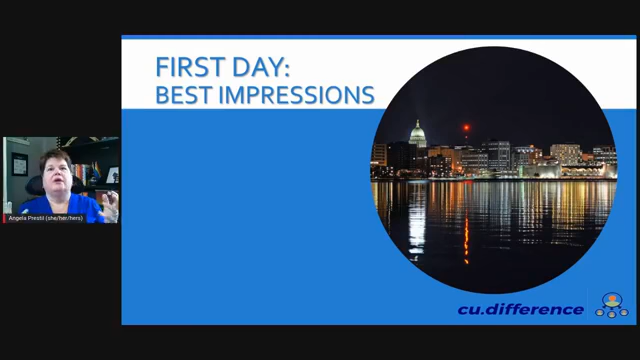 FIRST DAY:
BEST IMPRESSIONS
Angela Prestil (she/her/hers)
cu.difference